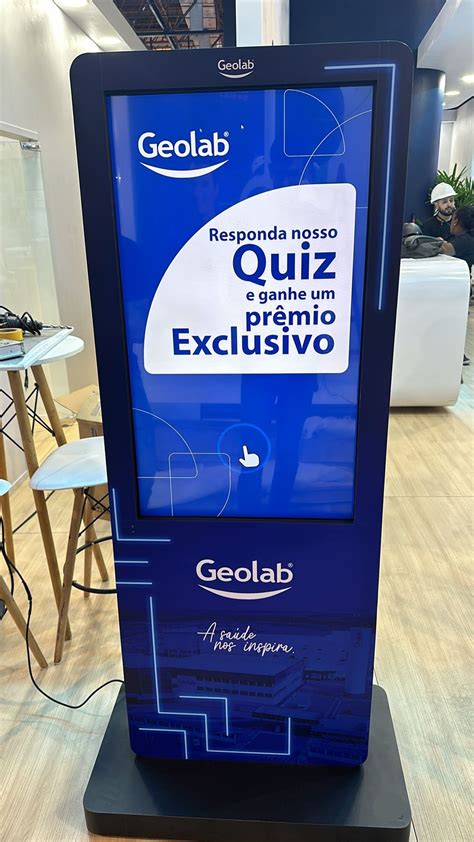 Geolab
Geolab®
Responda nosso
Quiz
e ganhe um
prêmio
Exclusivo
Geolab®
A saúde
nos inspira.